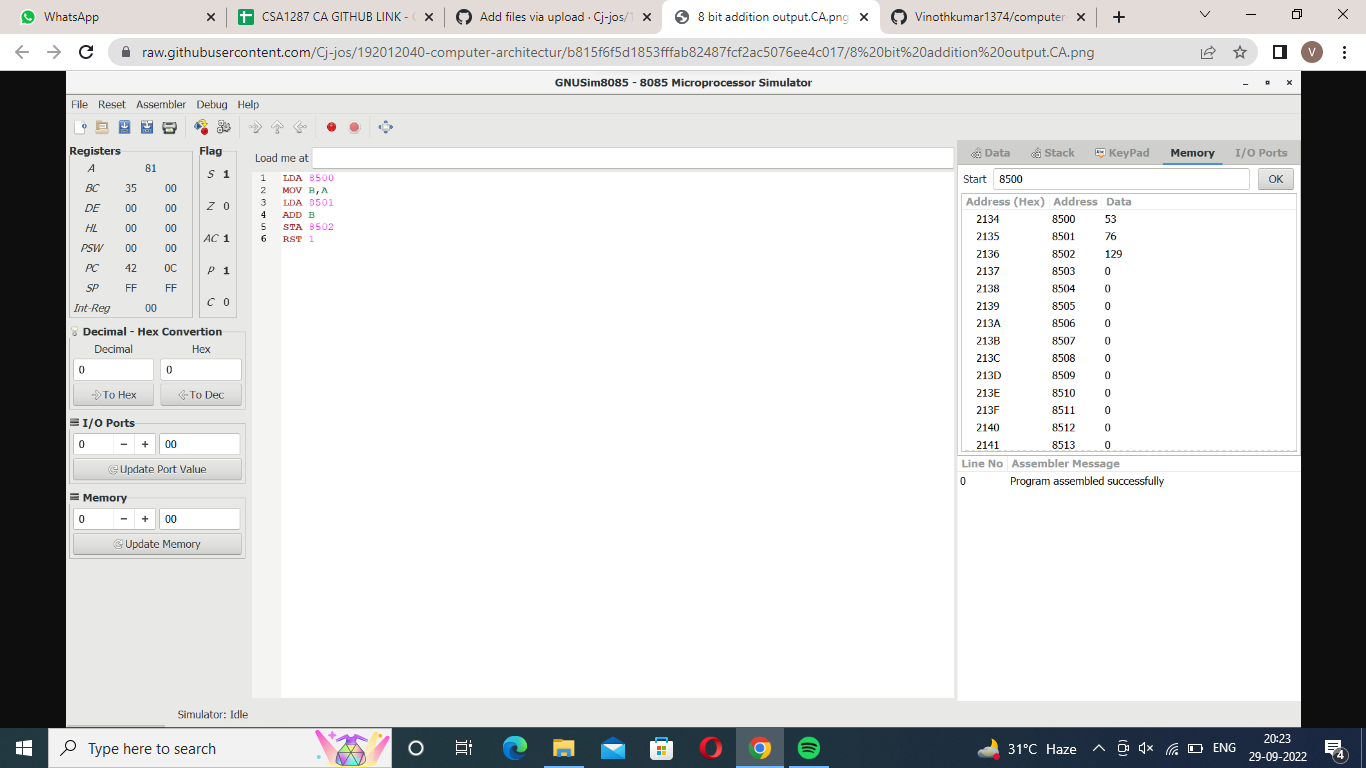 WhatsApp
CSA1287 CA GITHUB LINK -
Add files via upload · Cj-jos/
8 bit addition output.CA.png
Vinothkumar1374/computer
raw.githubusercontent.com/Cj-jos/192012040-computer-architectur/b815f6f5d1853fffab82487fcf2ac5076ee4c017/8%20bit%20addition%20output.CA.png
V
GNUSim8085 - 8085 Microprocessor Simulator
File Reset Assembler Debug Help
Registers
A 81
BC 35 00
DE 00 00
HL 00 00
PSW 00 00
PC 42 0C
SP FF FF
Int-Reg 00
Flag
S 1
Z 0
AC 1
P 1
C 0
Decimal - Hex Convertion
Decimal Hex
0 0
To Hex To Dec
I/O Ports
0 − + 00
Update Port Value
Memory
0 − + 00
Update Memory
Load me at
1 LDA 8500
2 MOV B,A
3 LDA 8501
4 ADD B
5 STA 8502
6 RST 1
Data Stack KeyPad Memory I/O Ports
Start 8500 OK
Address (Hex) Address Data
2134 8500 53
2135 8501 76
2136 8502 129
2137 8503 0
2138 8504 0
2139 8505 0
213A 8506 0
213B 8507 0
213C 8508 0
213D 8509 0
213E 8510 0
213F 8511 0
2140 8512 0
2141 8513 0
Line No Assembler Message
0 Program assembled successfully
Simulator: Idle
Type here to search
31°C Haze
ENG
20:23
29-09-2022
4